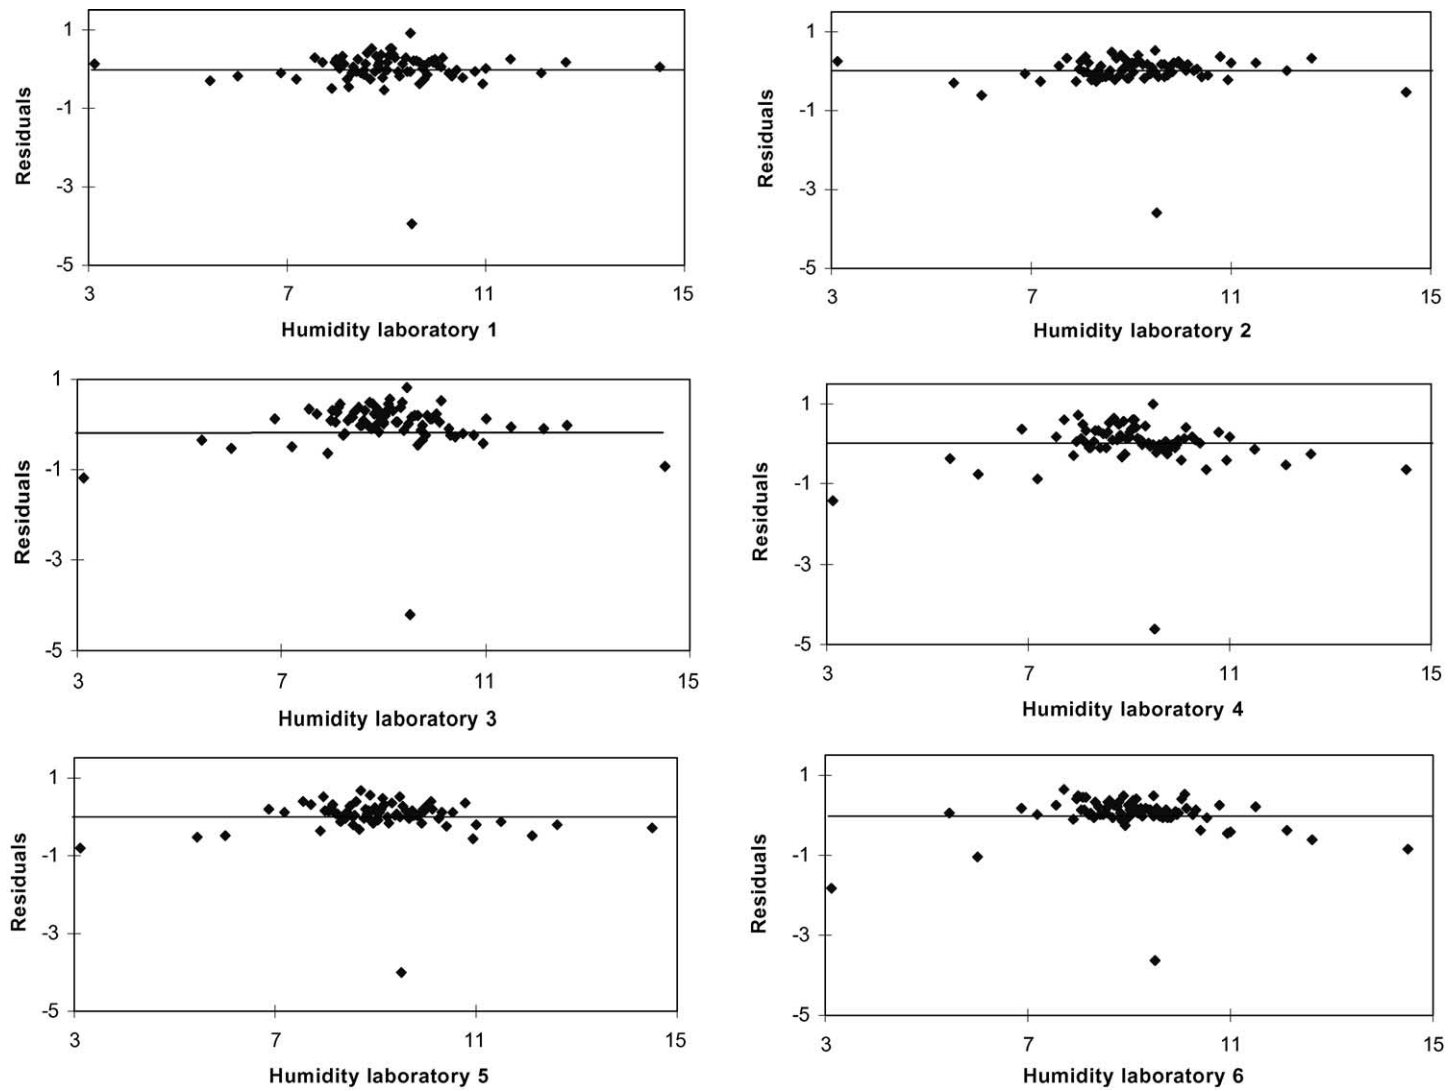 1
-1
-3
-5
Residuals
3 7 11 15
Humidity laboratory 1
1
-1
-3
-5
Residuals
3 7 11 15
Humidity laboratory 2
1
-1
-3
-5
Residuals
3 7 11 15
Humidity laboratory 3
1
-1
-3
-5
Residuals
3 7 11 15
Humidity laboratory 4
1
-1
-3
-5
Residuals
3 7 11 15
Humidity laboratory 5
1
-1
-3
-5
Residuals
3 7 11 15
Humidity laboratory 6